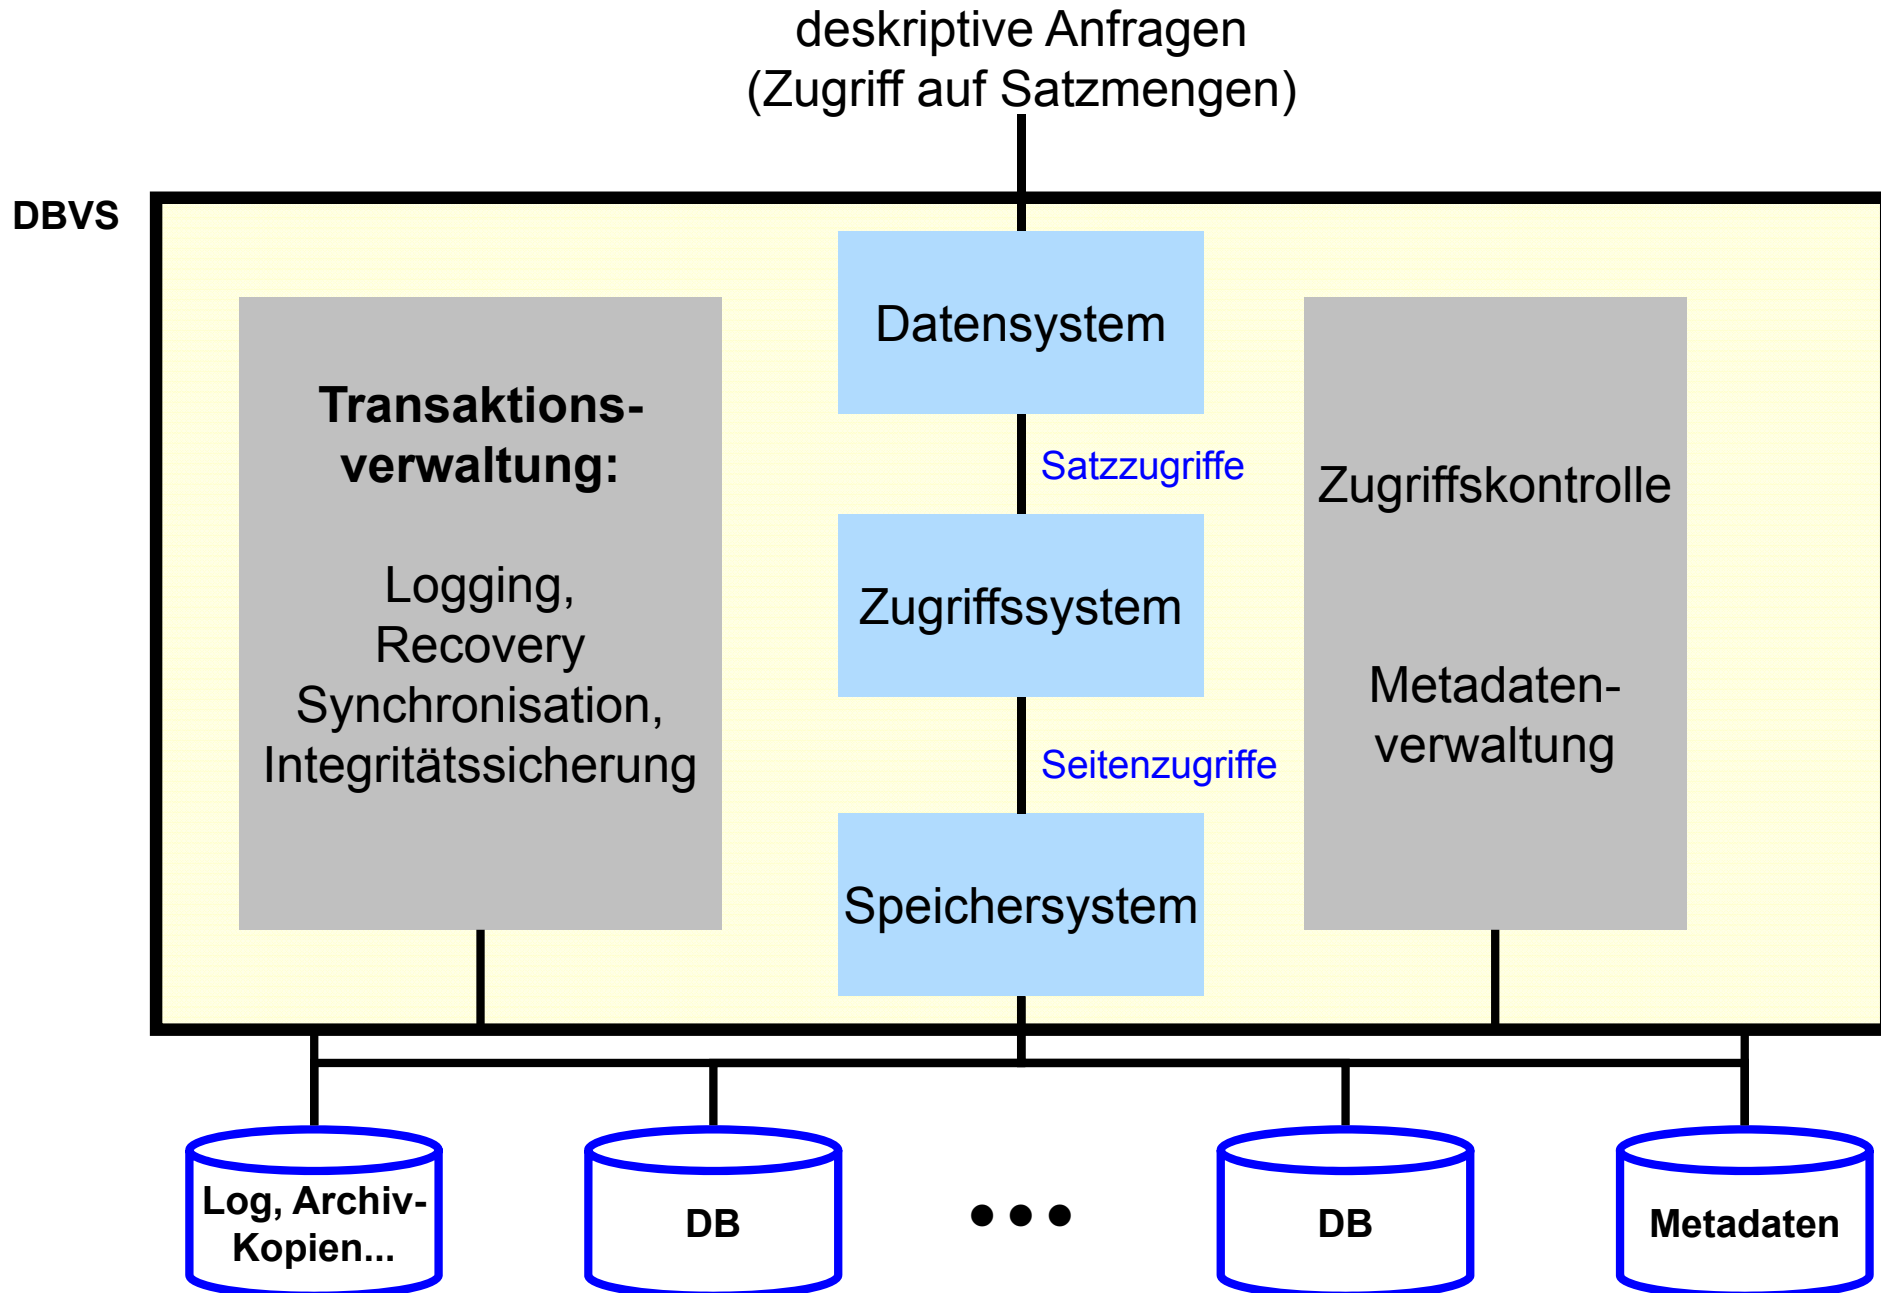 deskriptive Anfragen
(Zugriff auf Satzmengen)
DBVS
Transaktions-
verwaltung:
Logging,
Recovery
Synchronisation,
Integritätssicherung
Datensystem
Satzzugriffe
Zugriffssystem
Seitenzugriffe
Speichersystem
Zugriffskontrolle
Metadaten-
verwaltung
Log, Archiv-
Kopien...
DB
•••
DB
Metadaten